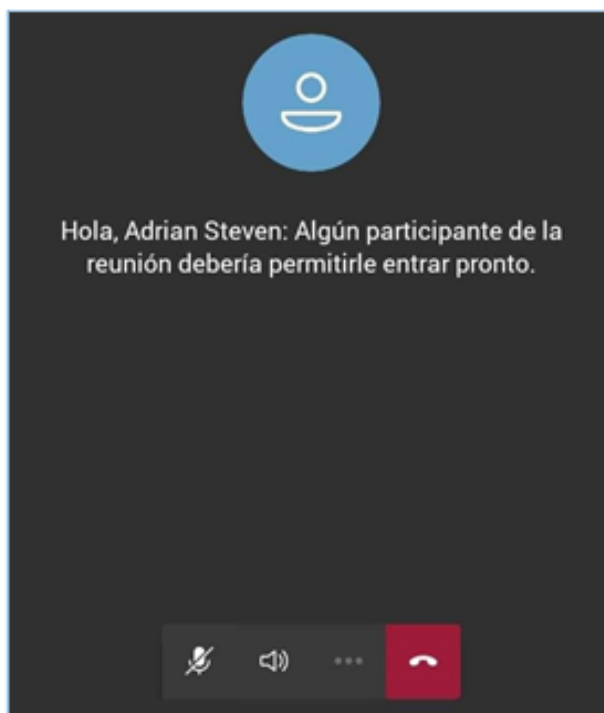 Hola, Adrian Steven: Algún participante de la
reunión debería permitirle entrar pronto.